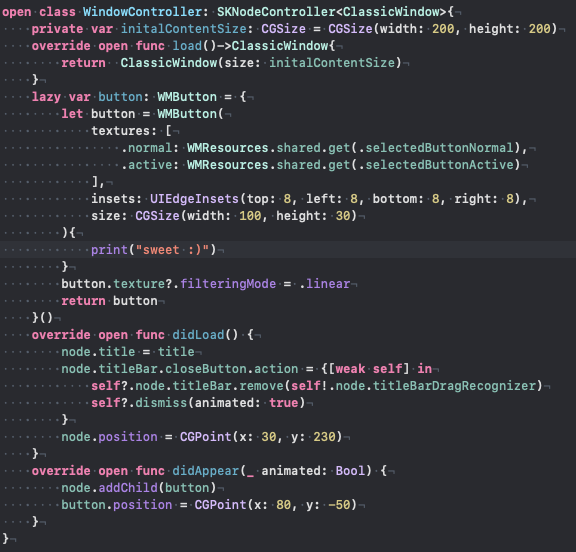 open class WindowController: SKNodeController<ClassicWindow>{
    private var initalContentSize: CGSize = CGSize(width: 200, height: 200)
    override open func load()->ClassicWindow{
        return  ClassicWindow(size: initalContentSize)
    }
    lazy var button: WMButton = {
        let button = WMButton(
            textures: [
                .normal: WMResources.shared.get(.selectedButtonNormal),
                .active: WMResources.shared.get(.selectedButtonActive)
            ],
            insets: UIEdgeInsets(top: 8, left: 8, bottom: 8, right: 8),
            size: CGSize(width: 100, height: 30)
        ){
            print("sweet :)")
        }
        button.texture?.filteringMode = .linear
        return button
    }()
    override open func didLoad() {
        node.title = title
        node.titleBar.closeButton.action = {[weak self] in
            self?.node.titleBar.remove(self!.node.titleBarDragRecognizer)
            self?.dismiss(animated: true)
        }
        node.position = CGPoint(x: 30, y: 230)
    }
    override open func didAppear(_ animated: Bool) {
        node.addChild(button)
        button.position = CGPoint(x: 80, y: -50)
    }
}